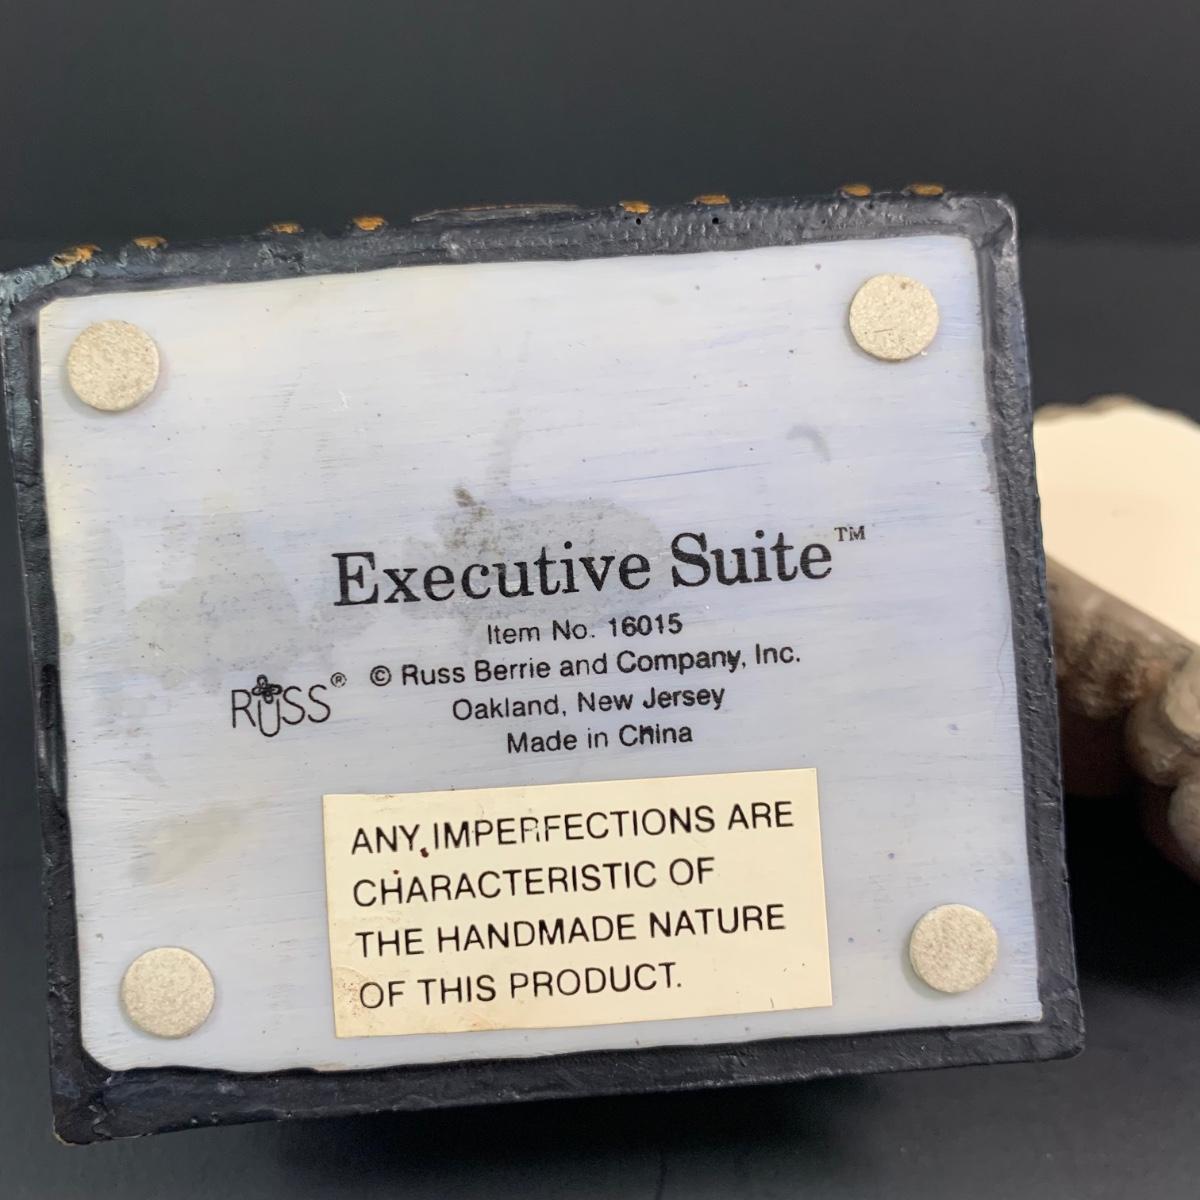 Executive Suite™
Item No. 16015
RUSS® © Russ Berrie and Company, Inc.
Oakland, New Jersey
Made in China
ANY IMPERFECTIONS ARE
CHARACTERISTIC OF
THE HANDMADE NATURE
OF THIS PRODUCT.